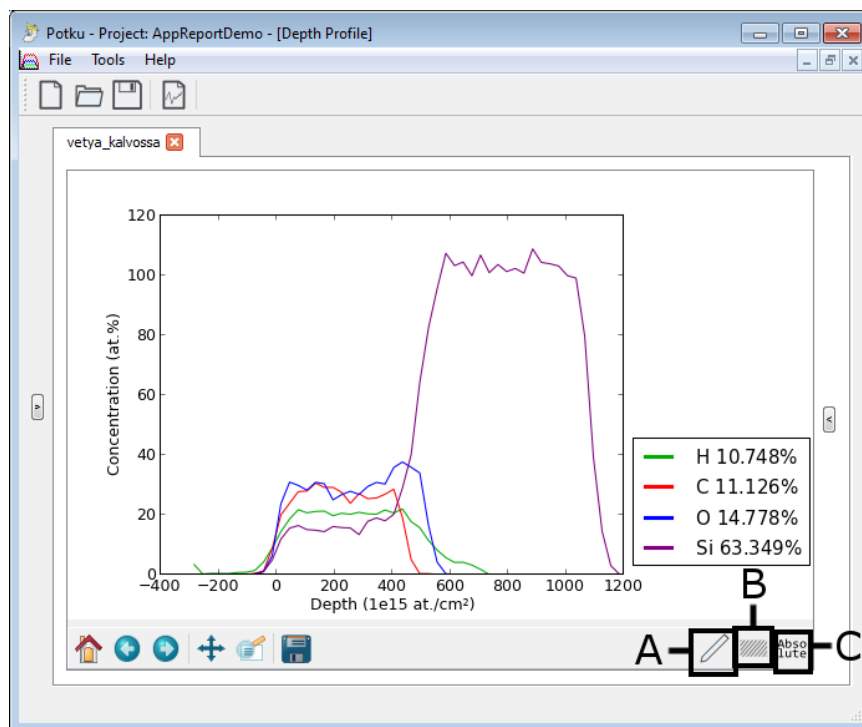 Potku - Project: AppReportDemo - [Depth Profile]
File Tools Help
vetya_kalvossa
120
100
80
60
40
20
0
Concentration (at.%)
−400 −200 0 200 400 600 800 1000 1200
Depth (1e15 at./cm²)
H 10.748%
C 11.126%
O 14.778%
Si 63.349%
B
A
Abso
lute
C